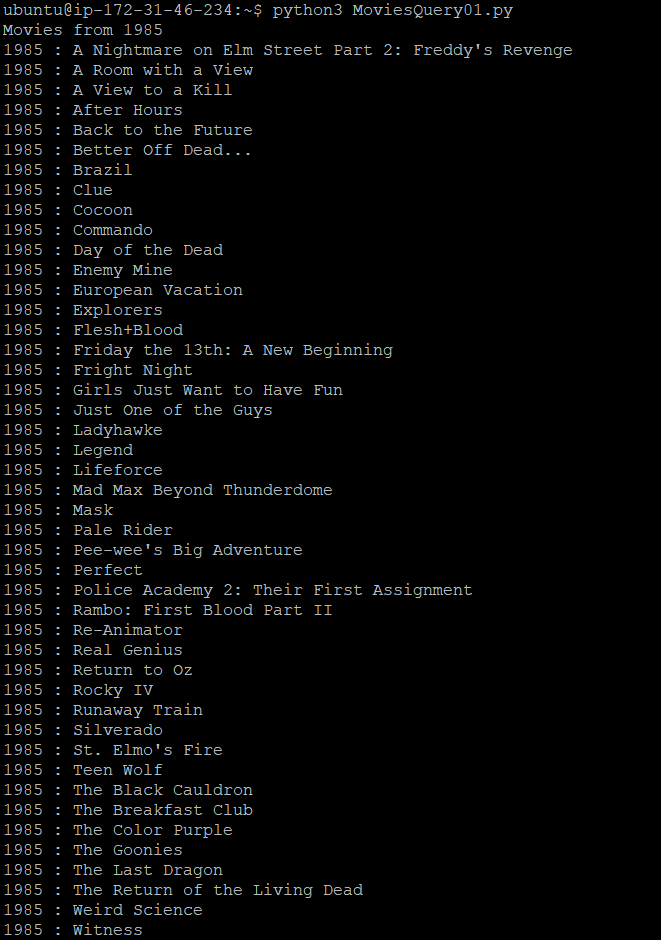 ubuntu@ip-172-31-46-234:~$ python3 MoviesQuery01.py
Movies from 1985
1985 : A Nightmare on Elm Street Part 2: Freddy's Revenge
1985 : A Room with a View
1985 : A View to a Kill
1985 : After Hours
1985 : Back to the Future
1985 : Better Off Dead...
1985 : Brazil
1985 : Clue
1985 : Cocoon
1985 : Commando
1985 : Day of the Dead
1985 : Enemy Mine
1985 : European Vacation
1985 : Explorers
1985 : Flesh+Blood
1985 : Friday the 13th: A New Beginning
1985 : Fright Night
1985 : Girls Just Want to Have Fun
1985 : Just One of the Guys
1985 : Ladyhawke
1985 : Legend
1985 : Lifeforce
1985 : Mad Max Beyond Thunderdome
1985 : Mask
1985 : Pale Rider
1985 : Pee-wee's Big Adventure
1985 : Perfect
1985 : Police Academy 2: Their First Assignment
1985 : Rambo: First Blood Part II
1985 : Re-Animator
1985 : Real Genius
1985 : Return to Oz
1985 : Rocky IV
1985 : Runaway Train
1985 : Silverado
1985 : St. Elmo's Fire
1985 : Teen Wolf
1985 : The Black Cauldron
1985 : The Breakfast Club
1985 : The Color Purple
1985 : The Goonies
1985 : The Last Dragon
1985 : The Return of the Living Dead
1985 : Weird Science
1985 : Witness